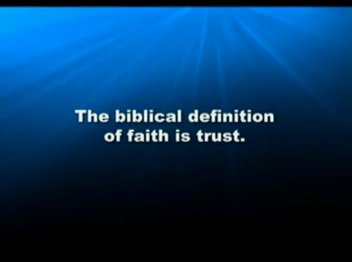 The biblical definition
of faith is trust.